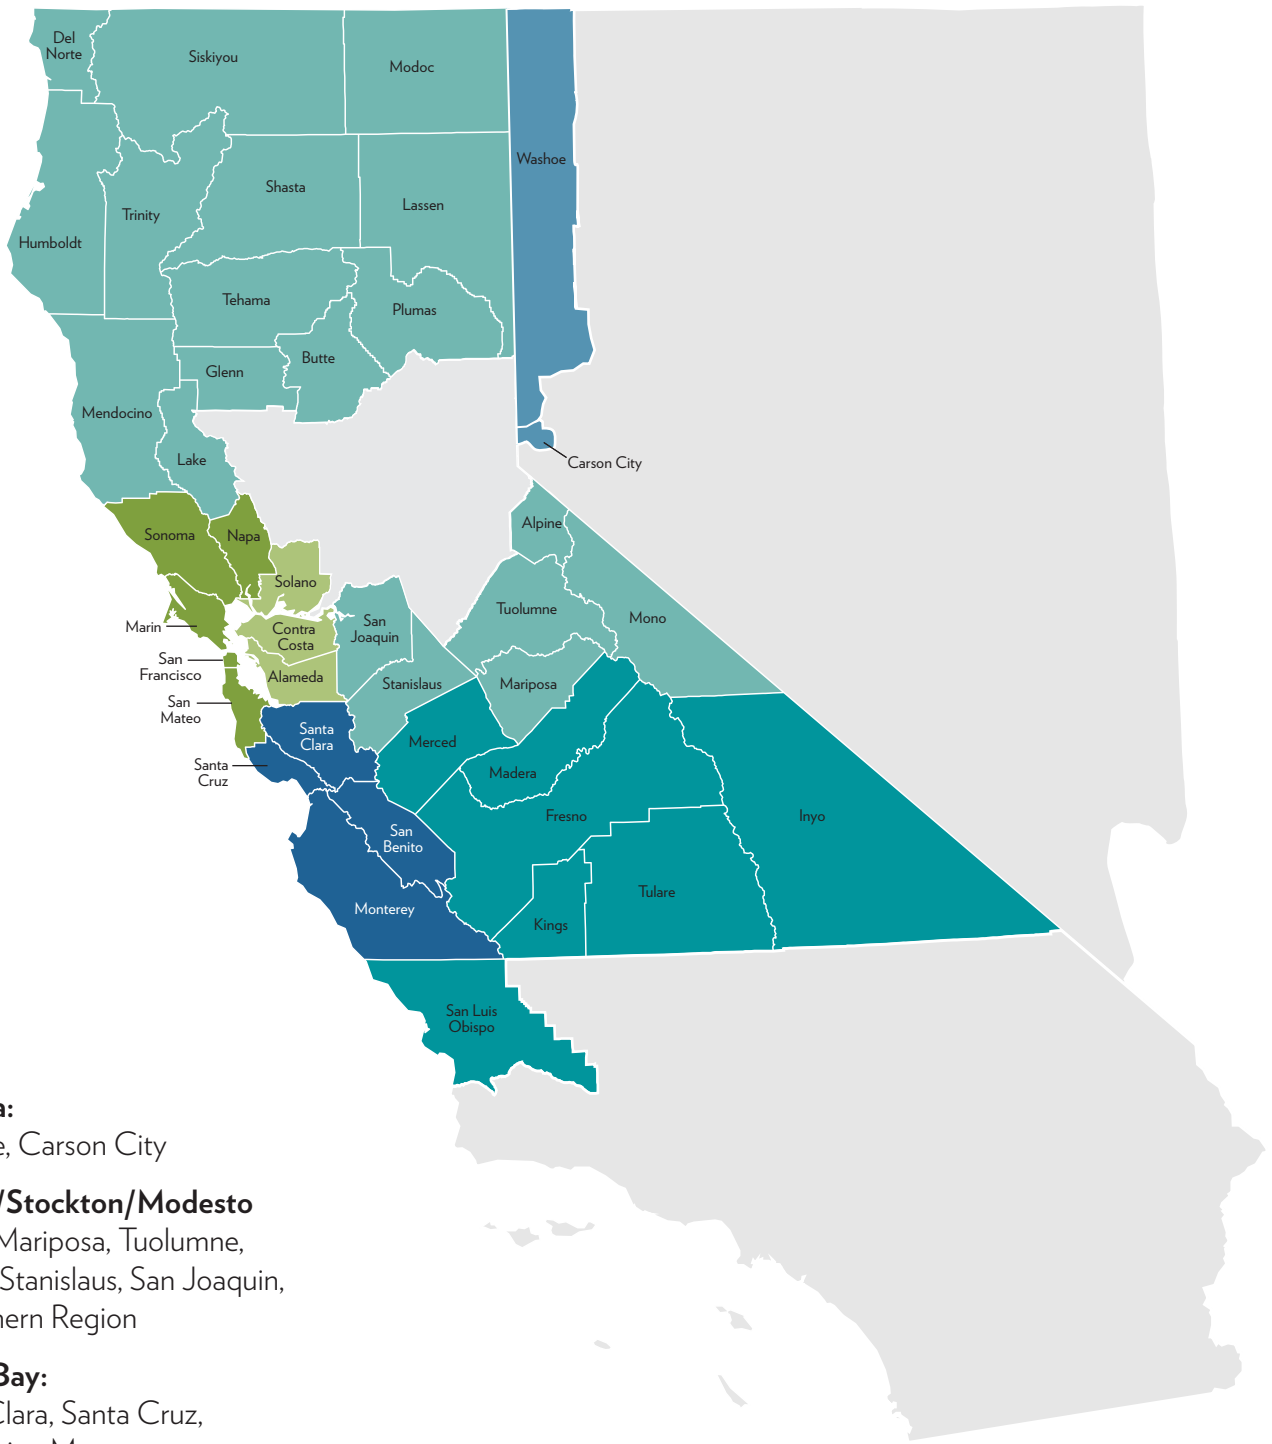 Del
Norte
Siskiyou
Modoc
Washoe
Shasta
Lassen
Trinity
Humboldt
Tehama
Plumas
Butte
Glenn
Mendocino
Lake
Carson City
Alpine
Sonoma
Napa
Solano
Tuolumne
Mono
Marin
Contra
Costa
San
Joaquin
San
Francisco
Alameda
Stanislaus
Mariposa
San
Mateo
Santa
Clara
Merced
Santa
Cruz
Madera
Fresno
Inyo
San
Benito
Tulare
Monterey
Kings
San Luis
Obispo
a:
e, Carson City
/Stockton/Modesto
Mariposa, Tuolumne,
Stanislaus, San Joaquin,
hern Region
Bay:
Clara, Santa Cruz,